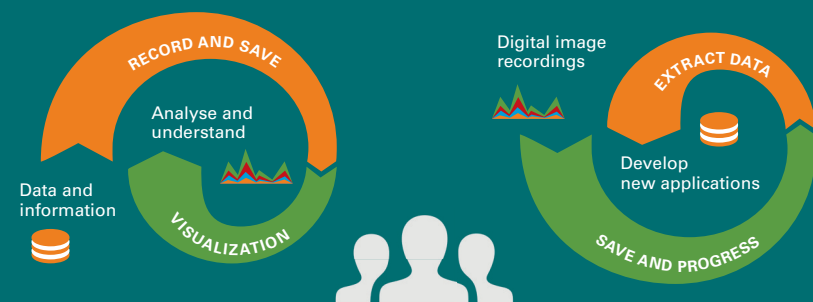 RECORD AND SAVE
Analyse and
understand
Data and
information
VISUALIZATION
Digital image
recordings
EXTRACT DATA
Develop
new applications
SAVE AND PROGRESS